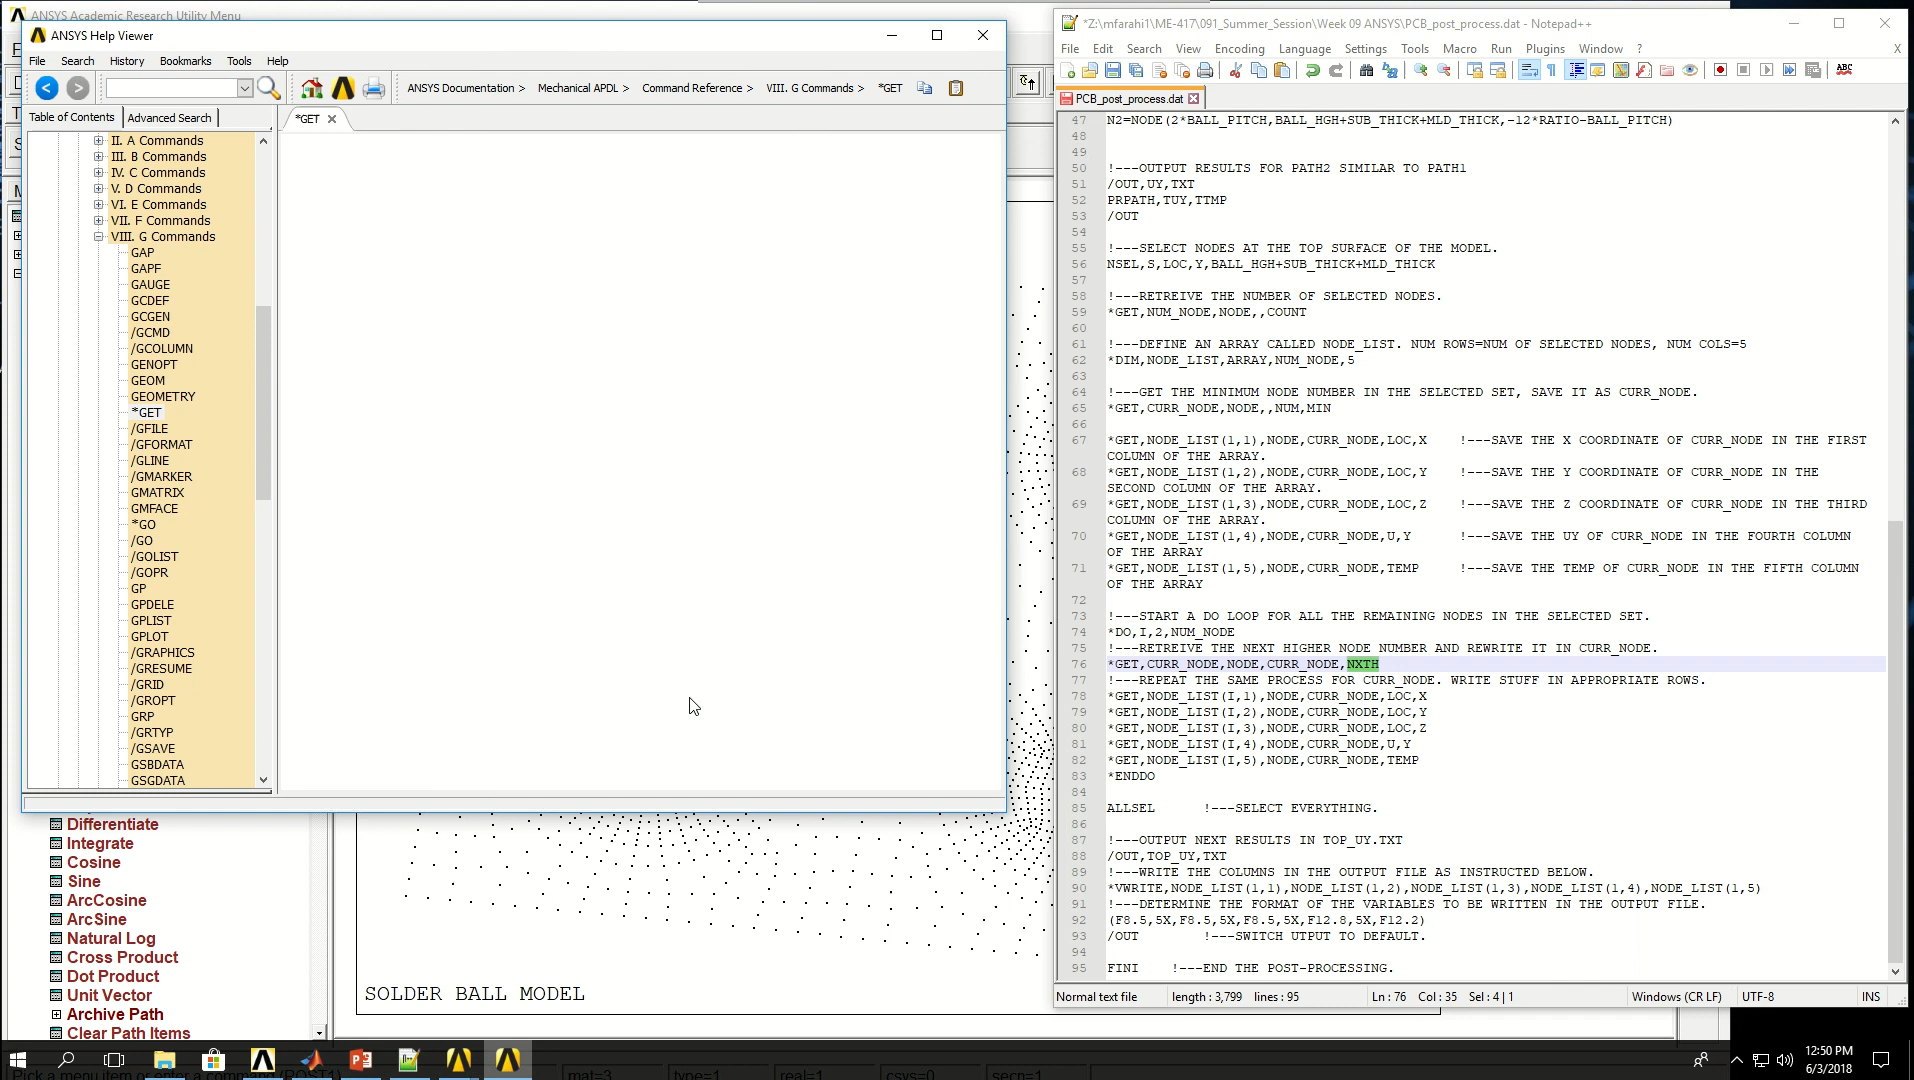 ANSYS Academic Research Utility Menu
ANSYS Help Viewer
File Search History Bookmarks Tools Help
ANSYS Documentation > Mechanical APDL > Command Reference > VIII. G Commands > *GET
Table of Contents Advanced Search
*GET
II. A Commands
III. B Commands
IV. C Commands
V. D Commands
VI. E Commands
VII. F Commands
VIII. G Commands
GAP
GAPF
GAUGE
GCDEF
GCGEN
/GCMD
/GCOLUMN
GENOPT
GEOM
GEOMETRY
*GET
/GFILE
/GFORMAT
/GLINE
/GMARKER
GMATRIX
GMFACE
*GO
/GO
/GOLIST
/GOPR
GP
GPDELE
GPLIST
GPLOT
/GRAPHICS
/GRESUME
/GRID
/GROPT
GRP
/GRTYP
/GSAVE
GSBDATA
GSGDATA
Differentiate
Integrate
Cosine
Sine
ArcCosine
ArcSine
Natural Log
Cross Product
Dot Product
Unit Vector
Archive Path
Clear Path Items
SOLDER BALL MODEL
*Z:\mfarahi1\ME-417\091_Summer_Session\Week 09 ANSYS\PCB_post_process.dat - Notepad++
File Edit Search View Encoding Language Settings Tools Macro Run Plugins Window ? X
ABC
PCB_post_process.dat
47 N2=NODE(2*BALL_PITCH,BALL_HGH+SUB_THICK+MLD_THICK,-12*RATIO-BALL_PITCH)
48
49
50 !---OUTPUT RESULTS FOR PATH2 SIMILAR TO PATH1
51 /OUT,UY,TXT
52 PRPATH,TUY,TTMP
53 /OUT
54
55 !---SELECT NODES AT THE TOP SURFACE OF THE MODEL.
56 NSEL,S,LOC,Y,BALL_HGH+SUB_THICK+MLD_THICK
57
58 !---RETREIVE THE NUMBER OF SELECTED NODES.
59 *GET,NUM_NODE,NODE,,COUNT
60
61 !---DEFINE AN ARRAY CALLED NODE_LIST. NUM ROWS=NUM OF SELECTED NODES, NUM COLS=5
62 *DIM,NODE_LIST,ARRAY,NUM_NODE,5
63
64 !---GET THE MINIMUM NODE NUMBER IN THE SELECTED SET, SAVE IT AS CURR_NODE.
65 *GET,CURR_NODE,NODE,,NUM,MIN
66
67 *GET,NODE_LIST(1,1),NODE,CURR_NODE,LOC,X !---SAVE THE X COORDINATE OF CURR_NODE IN THE FIRST
COLUMN OF THE ARRAY.
68 *GET,NODE_LIST(1,2),NODE,CURR_NODE,LOC,Y !---SAVE THE Y COORDINATE OF CURR_NODE IN THE
SECOND COLUMN OF THE ARRAY.
69 *GET,NODE_LIST(1,3),NODE,CURR_NODE,LOC,Z !---SAVE THE Z COORDINATE OF CURR_NODE IN THE THIRD
COLUMN OF THE ARRAY.
70 *GET,NODE_LIST(1,4),NODE,CURR_NODE,U,Y !---SAVE THE UY OF CURR_NODE IN THE FOURTH COLUMN
OF THE ARRAY
71 *GET,NODE_LIST(1,5),NODE,CURR_NODE,TEMP !---SAVE THE TEMP OF CURR_NODE IN THE FIFTH COLUMN
OF THE ARRAY
72
73 !---START A DO LOOP FOR ALL THE REMAINING NODES IN THE SELECTED SET.
74 *DO,I,2,NUM_NODE
75 !---RETREIVE THE NEXT HIGHER NODE NUMBER AND REWRITE IT IN CURR_NODE.
76 *GET,CURR_NODE,NODE,CURR_NODE,NXTH
77 !---REPEAT THE SAME PROCESS FOR CURR_NODE. WRITE STUFF IN APPROPRIATE ROWS.
78 *GET,NODE_LIST(I,1),NODE,CURR_NODE,LOC,X
79 *GET,NODE_LIST(I,2),NODE,CURR_NODE,LOC,Y
80 *GET,NODE_LIST(I,3),NODE,CURR_NODE,LOC,Z
81 *GET,NODE_LIST(I,4),NODE,CURR_NODE,U,Y
82 *GET,NODE_LIST(I,5),NODE,CURR_NODE,TEMP
83 *ENDDO
84
85 ALLSEL !---SELECT EVERYTHING.
86
87 !---OUTPUT NEXT RESULTS IN TOP_UY.TXT
88 /OUT,TOP_UY,TXT
89 !---WRITE THE COLUMNS IN THE OUTPUT FILE AS INSTRUCTED BELOW.
90 *VWRITE,NODE_LIST(1,1),NODE_LIST(1,2),NODE_LIST(1,3),NODE_LIST(1,4),NODE_LIST(1,5)
91 !---DETERMINE THE FORMAT OF THE VARIABLES TO BE WRITTEN IN THE OUTPUT FILE.
92 (F8.5,5X,F8.5,5X,F8.5,5X,F12.8,5X,F12.2)
93 /OUT !---SWITCH UTPUT TO DEFAULT.
94
95 FINI !---END THE POST-PROCESSING.
Normal text file length : 3,799 lines : 95 Ln : 76 Col : 35 Sel : 4 | 1 Windows (CR LF) UTF-8 INS
Pick a menu item or enter a command (POST1) mat=3 type=1 real=1 csys=0 secn=1
12:50 PM
6/3/2018